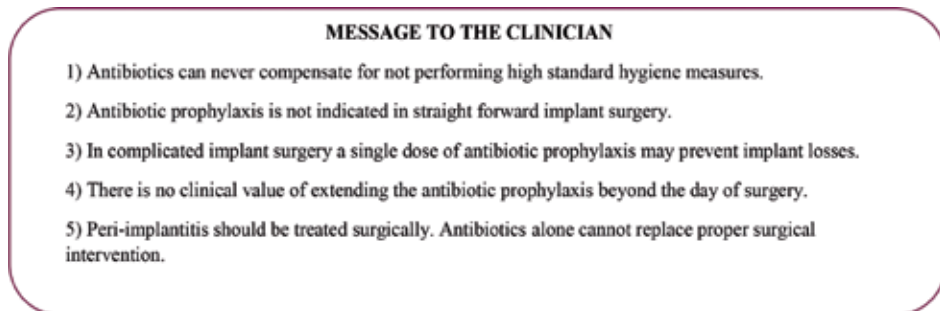 MESSAGE TO THE CLINICIAN
1) Antibiotics can never compensate for not performing high standard hygiene measures.
2) Antibiotic prophylaxis is not indicated in straight forward implant surgery.
3) In complicated implant surgery a single dose of antibiotic prophylaxis may prevent implant losses.
4) There is no clinical value of extending the antibiotic prophylaxis beyond the day of surgery.
5) Peri-implantitis should be treated surgically. Antibiotics alone cannot replace proper surgical
intervention.